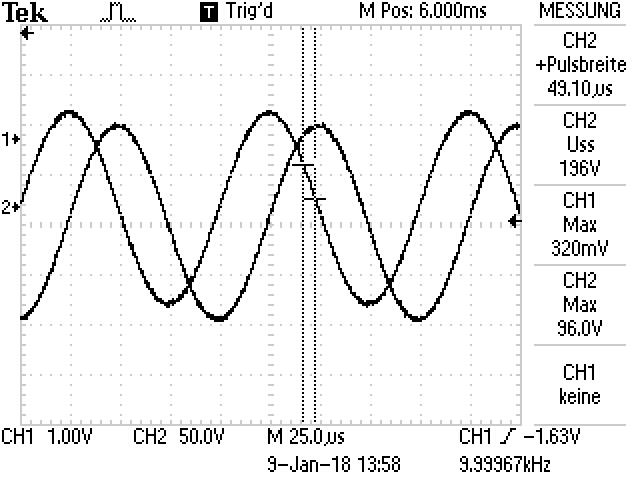 Tek T Trig'd M Pos: 6.000ms MESSUNG
CH2
+Pulsbreite
49.10µs
CH2
Uss
196V
CH1
Max
320mV
CH2
Max
96.0V
CH1
keine
1
2
CH1 1.00V CH2 50.0V M 25.0µs CH1 -1.63V
9-Jan-18 13:58 9.99967kHz